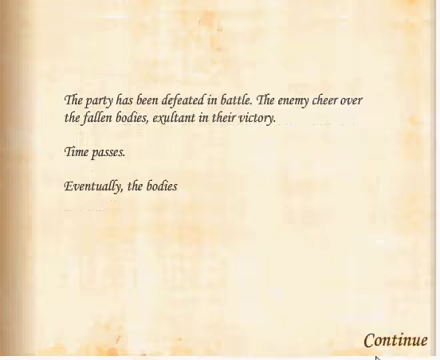 The party has been defeated in battle. The enemy cheer over
the fallen bodies, exultant in their victory.
Time passes.
Eventually, the bodies
Continue